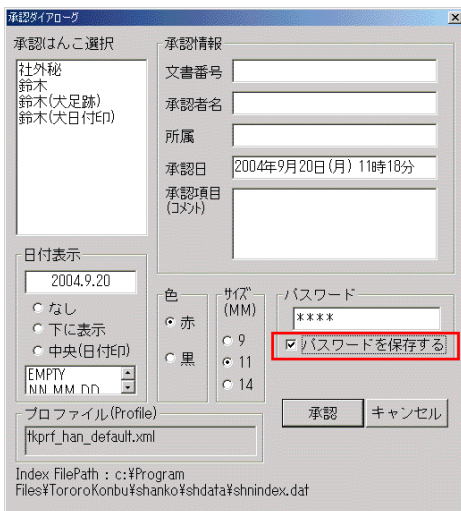 承認ダイアローグ
承認はんこ選択
社外秘
鈴木
鈴木(犬足跡)
鈴木(犬日付印)
承認情報
文書番号
承認者名
所属
承認日
2004年9月20日(月) 11時18分
承認項目
(コメント)
日付表示
2004.9.20
なし
下に表示
中央(日付印)
EMPTY
NN.MM.DD
色
赤
黒
サイズ
(MM)
9
11
14
パスワード
****
パスワードを保存する
プロファイル(Profile)
tkprf_han_default.xml
承認
キャンセル
Index FilePath : c:¥Program
Files¥TororoKonbu¥shanko¥shdata¥shnindex.dat